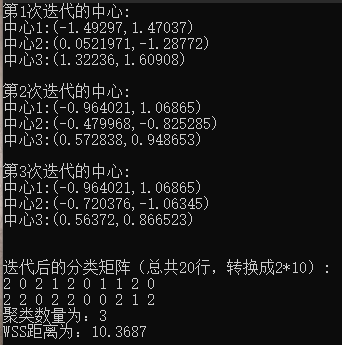 第1次迭代的中心:
中心1:(-1.49297,1.47037)
中心2:(0.0521971,-1.28772)
中心3:(1.32236,1.60908)
第2次迭代的中心:
中心1:(-0.964021,1.06865)
中心2:(-0.479968,-0.825285)
中心3:(0.572838,0.948653)
第3次迭代的中心:
中心1:(-0.964021,1.06865)
中心2:(-0.720376,-1.06345)
中心3:(0.56372,0.866523)
迭代后的分类矩阵（总共20行，转换成2*10）:
2 0 2 1 2 0 1 1 2 0
2 2 0 2 2 0 0 2 1 2
聚类数量为：3
WSS距离为：10.3687